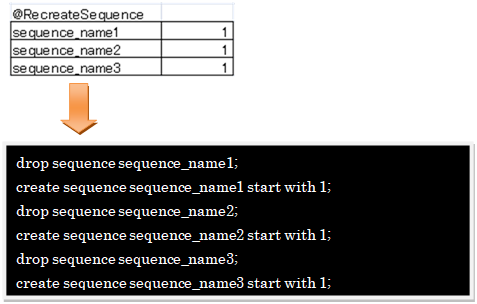 @RecreateSequence
sequence_name1 1
sequence_name2 1
sequence_name3 1
drop sequence sequence_name1;
create sequence sequence_name1 start with 1;
drop sequence sequence_name2;
create sequence sequence_name2 start with 1;
drop sequence sequence_name3;
create sequence sequence_name3 start with 1;